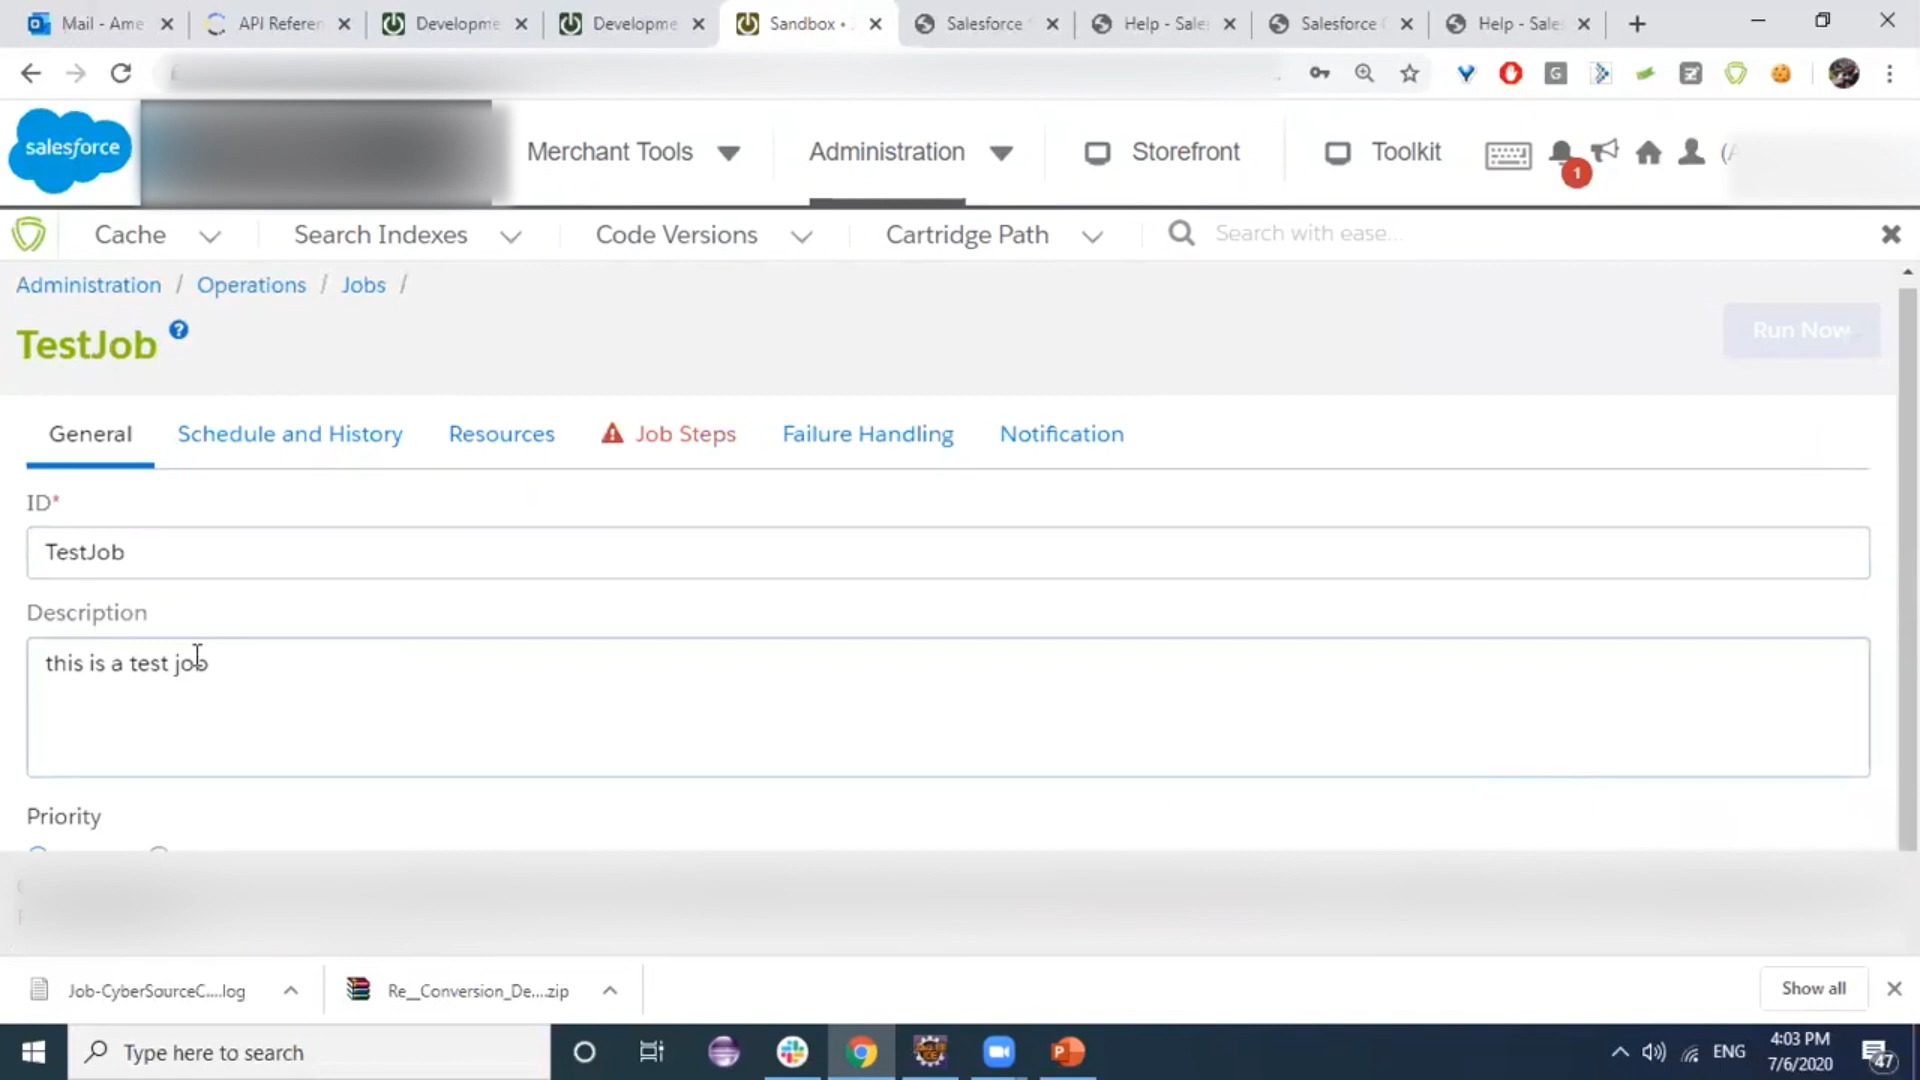 Mail - Ame
API Referen
Developme
Developme
Sandbox •
Salesforce
Help - Sale
Salesforce
Help - Sale
salesforce
Merchant Tools
Administration
Storefront
Toolkit
1
Cache
Search Indexes
Code Versions
Cartridge Path
Search with ease...
Administration / Operations / Jobs /
TestJob
?
Run Now
General
Schedule and History
Resources
Job Steps
Failure Handling
Notification
ID*
TestJob
Description
this is a test job
Priority
Job-CyberSourceC....log
Re__Conversion_De....zip
Show all
Type here to search
ENG
4:03 PM
7/6/2020
47